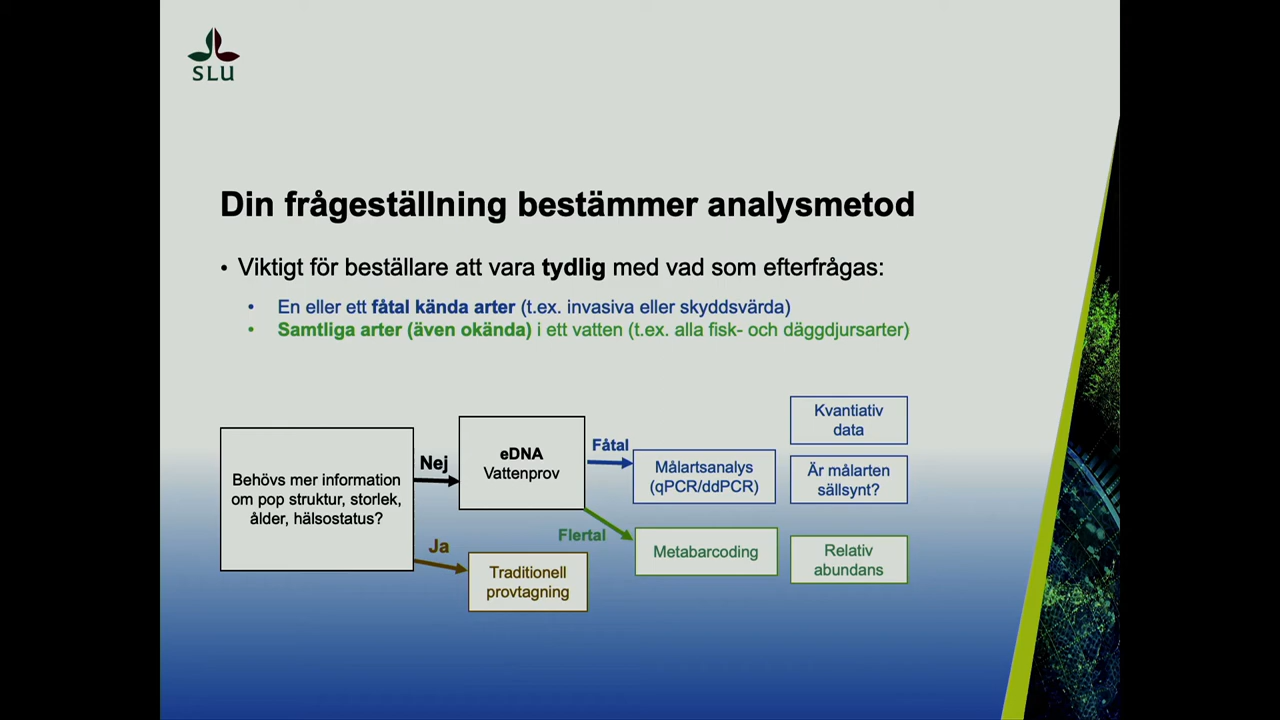 SLU
Din frågeställning bestämmer analysmetod
• Viktigt för beställare att vara tydlig med vad som efterfrågas:
• En eller ett fåtal kända arter (t.ex. invasiva eller skyddsvärda)
• Samtliga arter (även okända) i ett vatten (t.ex. alla fisk- och däggdjursarter)
Behövs mer information
om pop struktur, storlek,
ålder, hälsostatus?
Nej
Ja
eDNA
Vattenprov
Traditionell
provtagning
Fåtal
Flertal
Målartsanalys
(qPCR/ddPCR)
Metabarcoding
Kvantiativ
data
Är målarten
sällsynt?
Relativ
abundans